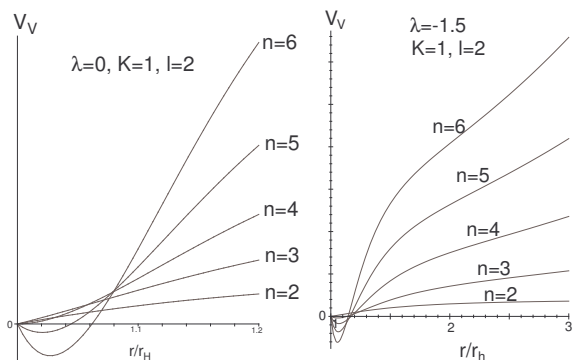 V_V
λ=0, K=1, l=2
n=6
n=5
n=4
n=3
n=2
0
1.1
1.2
r/r_H
V_V
λ=-1.5
K=1, l=2
n=6
n=5
n=4
n=3
n=2
0
2
3
r/r_h